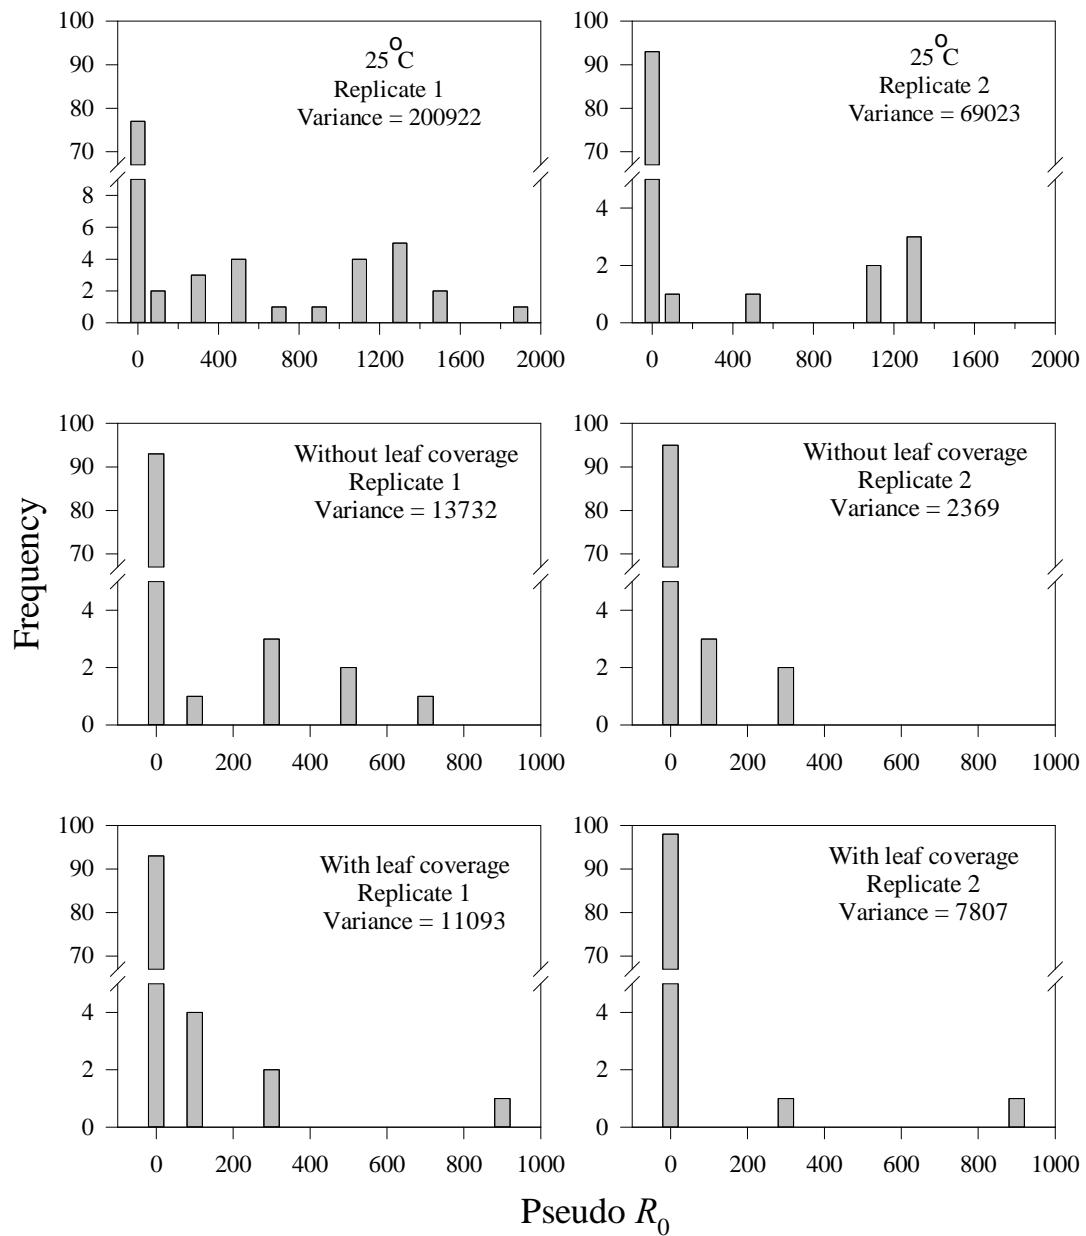 Frequency
100
90
80
70
8
6
4
2
0
25°C
Replicate 1
Variance = 200922
0 400 800 1200 1600 2000
100
90
80
70
4
2
0
25°C
Replicate 2
Variance = 69023
0 400 800 1200 1600 2000
100
90
80
70
4
2
0
Without leaf coverage
Replicate 1
Variance = 13732
0 200 400 600 800 1000
100
90
80
70
4
2
0
Without leaf coverage
Replicate 2
Variance = 2369
0 200 400 600 800 1000
100
90
80
70
4
2
0
With leaf coverage
Replicate 1
Variance = 11093
0 200 400 600 800 1000
100
90
80
70
4
2
0
With leaf coverage
Replicate 2
Variance = 7807
0 200 400 600 800 1000
Pseudo R₀